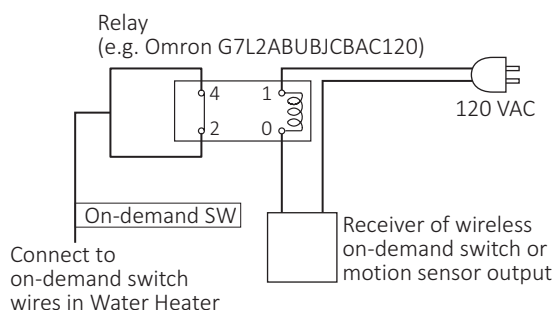 Relay
(e.g. Omron G7L2ABUBJCBAC120)
4
1
2
0
120 VAC
On-demand SW
Connect to
on-demand switch
wires in Water Heater
Receiver of wireless
on-demand switch or
motion sensor output